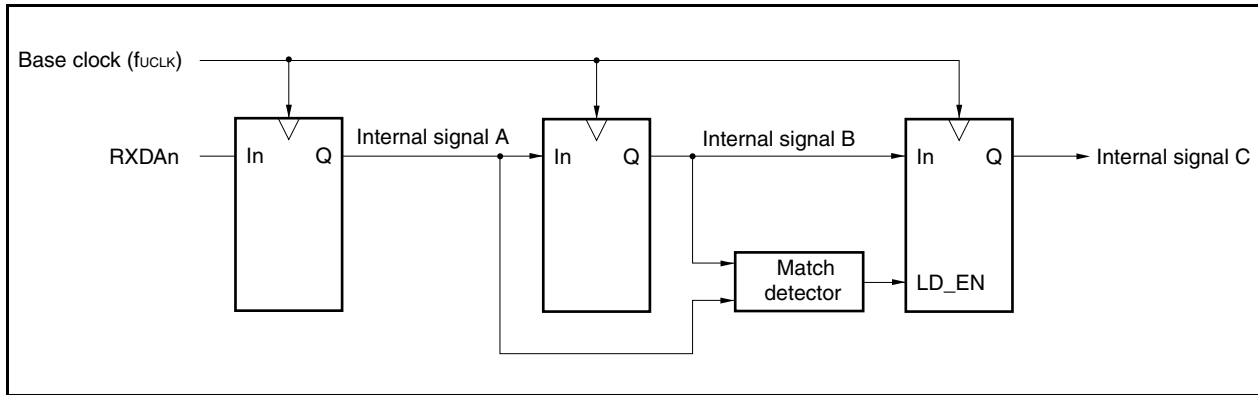 Base clock (fUCLK)
RXDAn
In
Q
Internal signal A
In
Q
Internal signal B
In
Q
Internal signal C
Match
detector
LD_EN